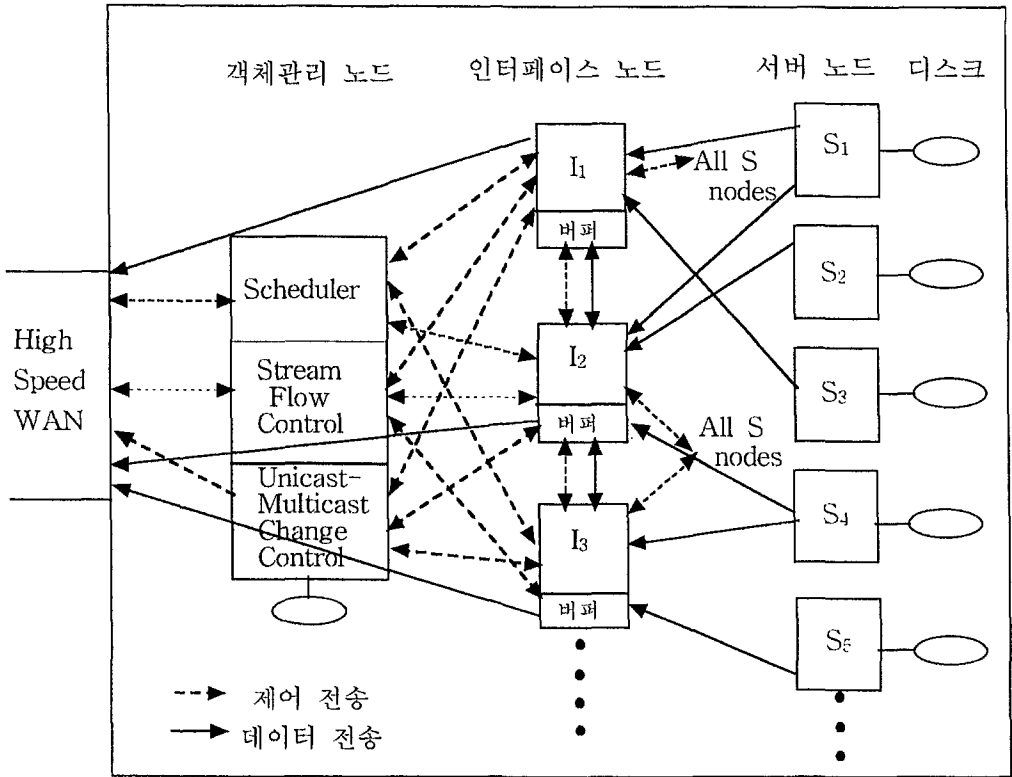 객체관리 노드
인터페이스 노드
서버 노드
디스크
High
Speed
WAN
Scheduler
Stream
Flow
Control
Unicast-
Multicast
Change
Control
I₁
버퍼
I₂
버퍼
I₃
버퍼
All S
nodes
All S
nodes
S₁
S₂
S₃
S₄
S₅
제어 전송
데이터 전송